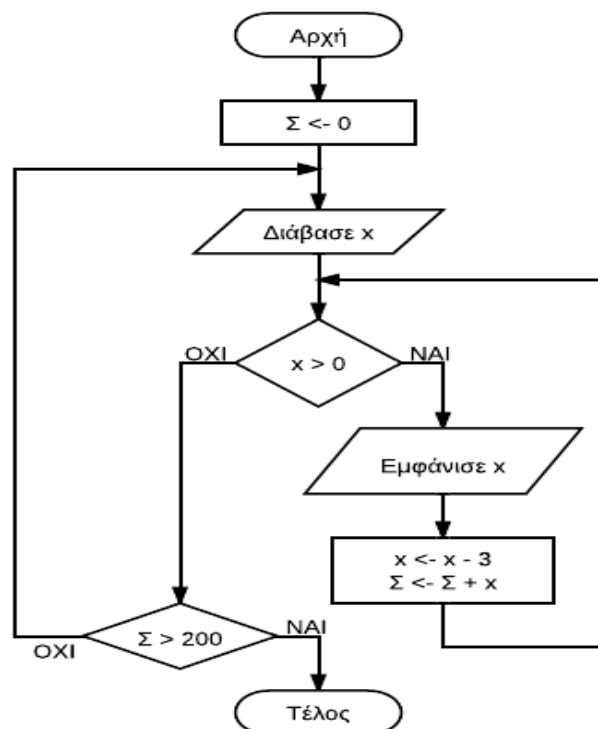 Αρχή
Σ <- 0
Διάβασε x
ΟΧΙ
x > 0
ΝΑΙ
Εμφάνισε x
x <- x - 3
Σ <- Σ + x
Σ > 200
ΝΑΙ
ΟΧΙ
Τέλος